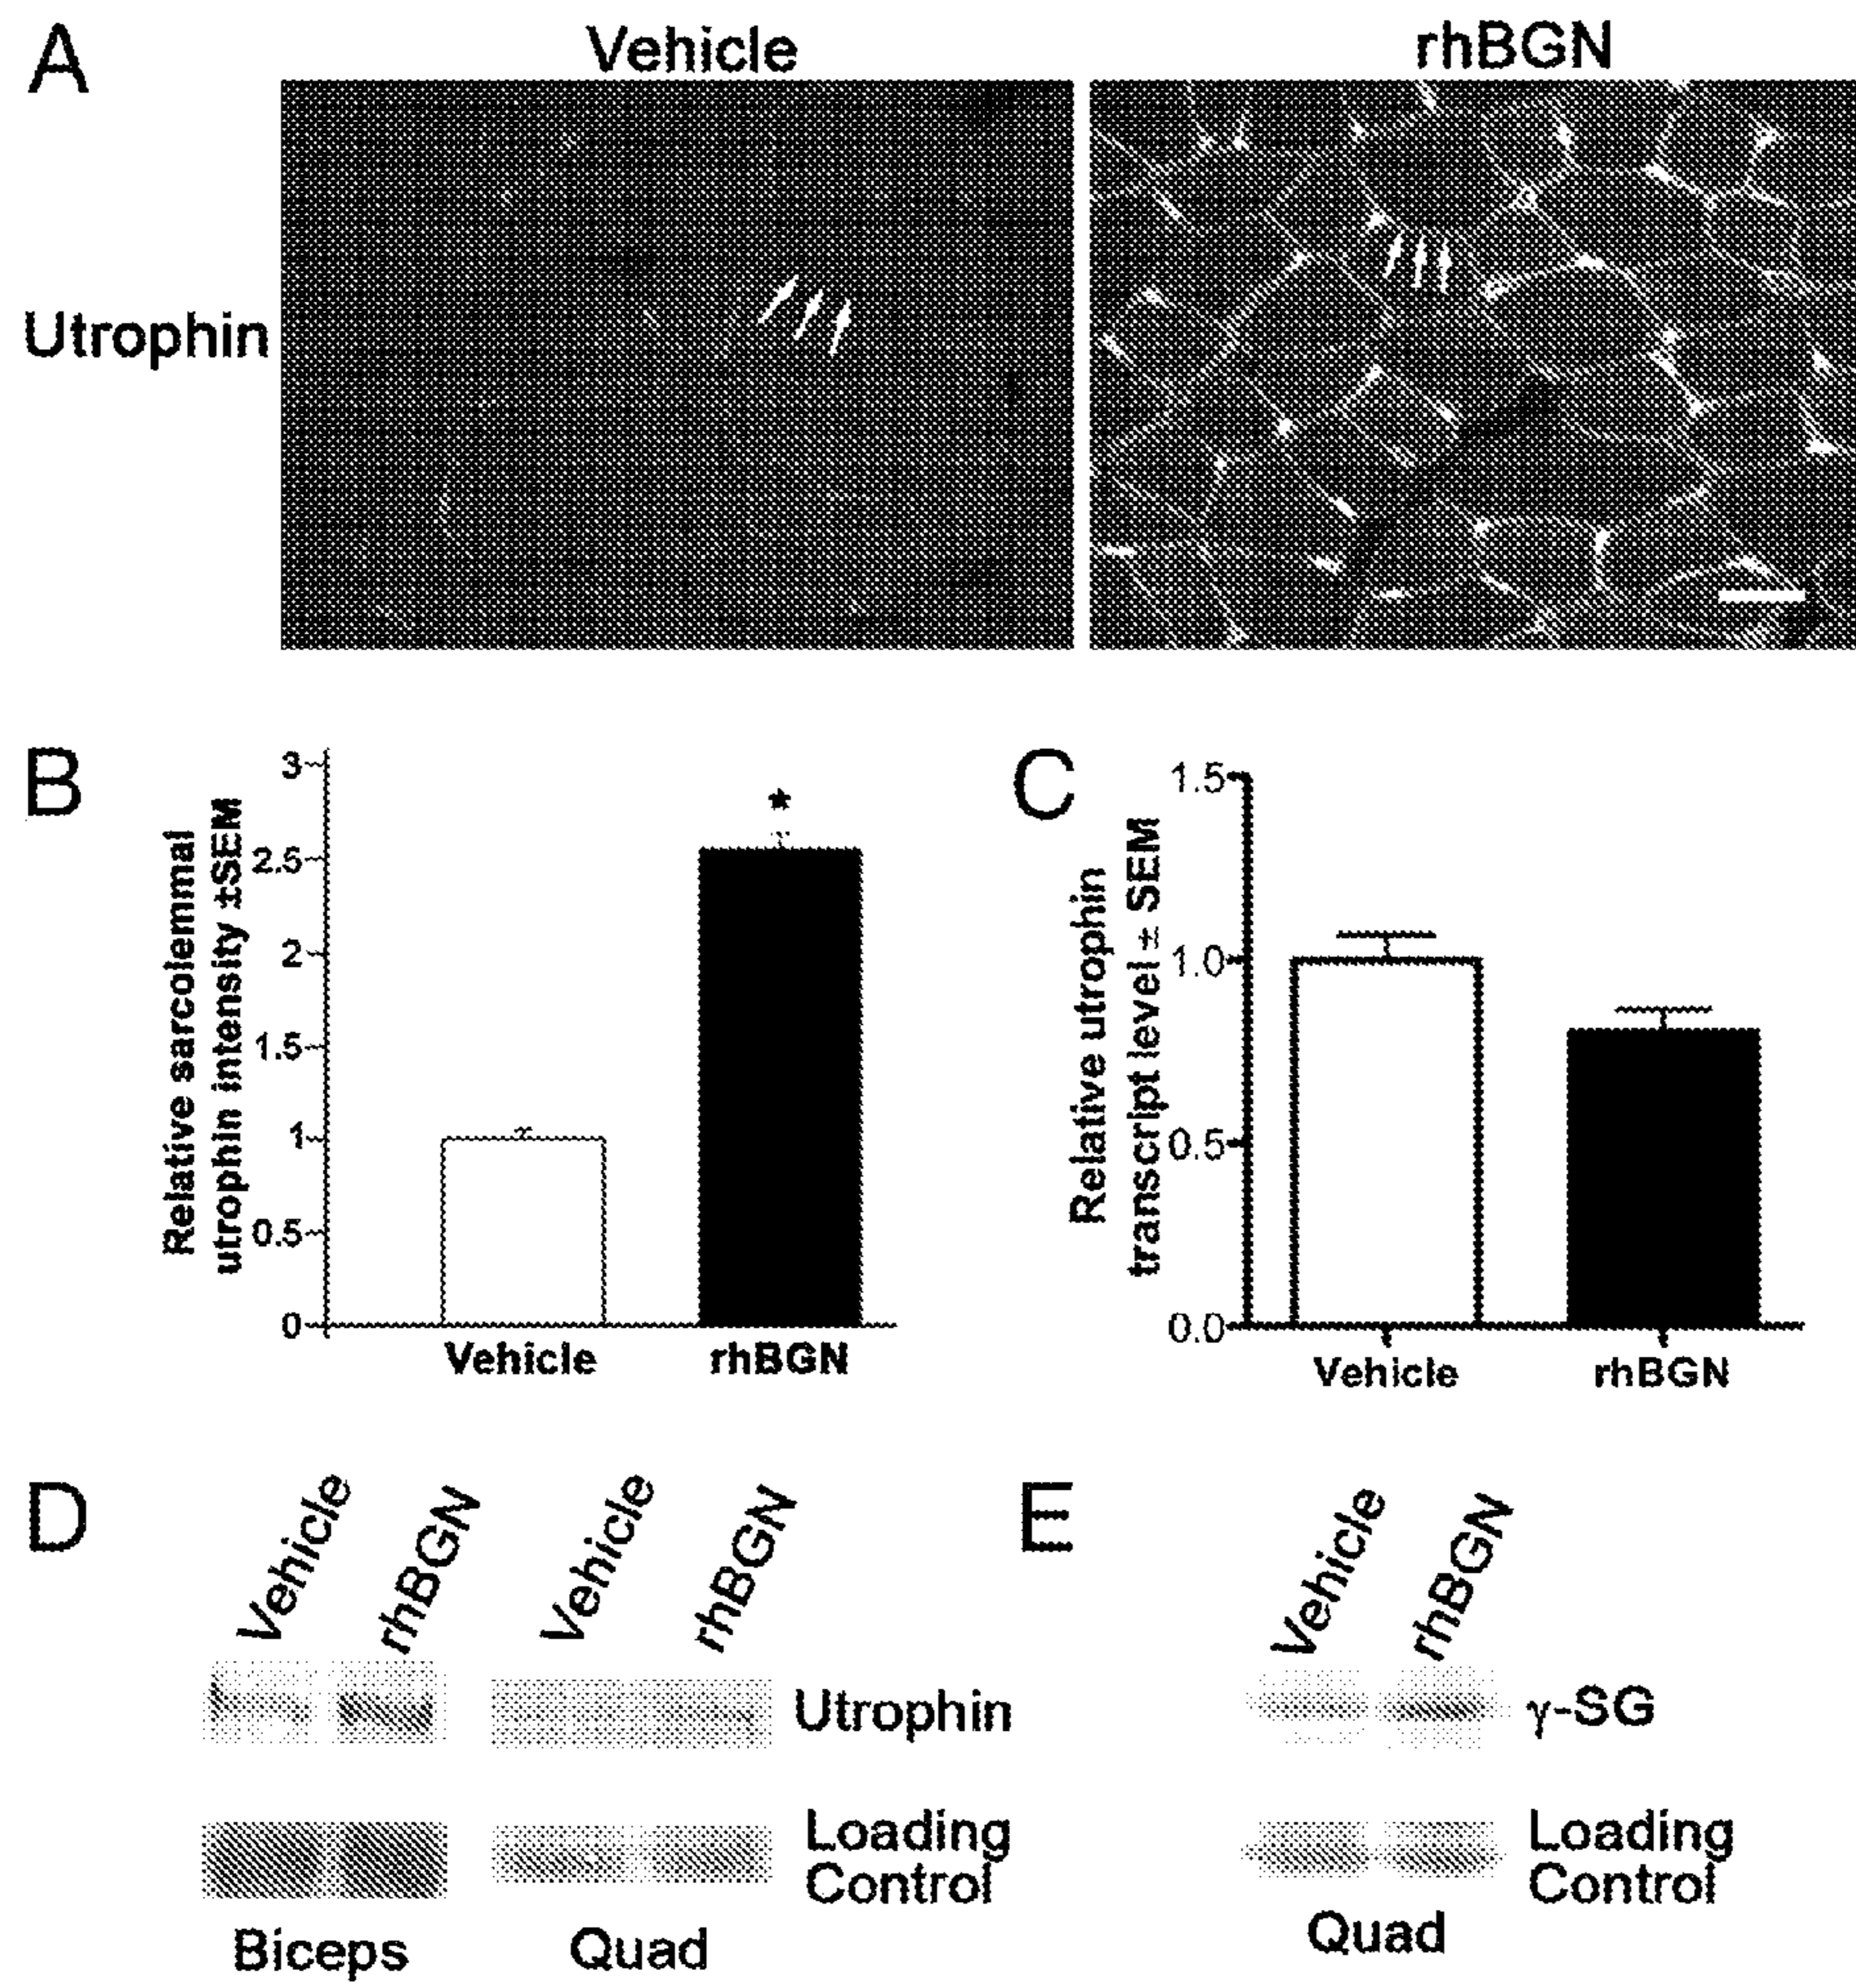 A
Vehicle
rhBGN
Utrophin
B
Relative sarcolemmal
utrophin intensity ±SEM
3
2.5
2
1.5
1
0.5
0
*
Vehicle
rhBGN
C
Relative utrophin
transcript level ± SEM
1.5
1.0
0.5
0.0
Vehicle
rhBGN
D
Vehicle
rhBGN
Vehicle
rhBGN
Utrophin
Loading
Control
Biceps
Quad
E
Vehicle
rhBGN
γ-SG
Loading
Control
Quad